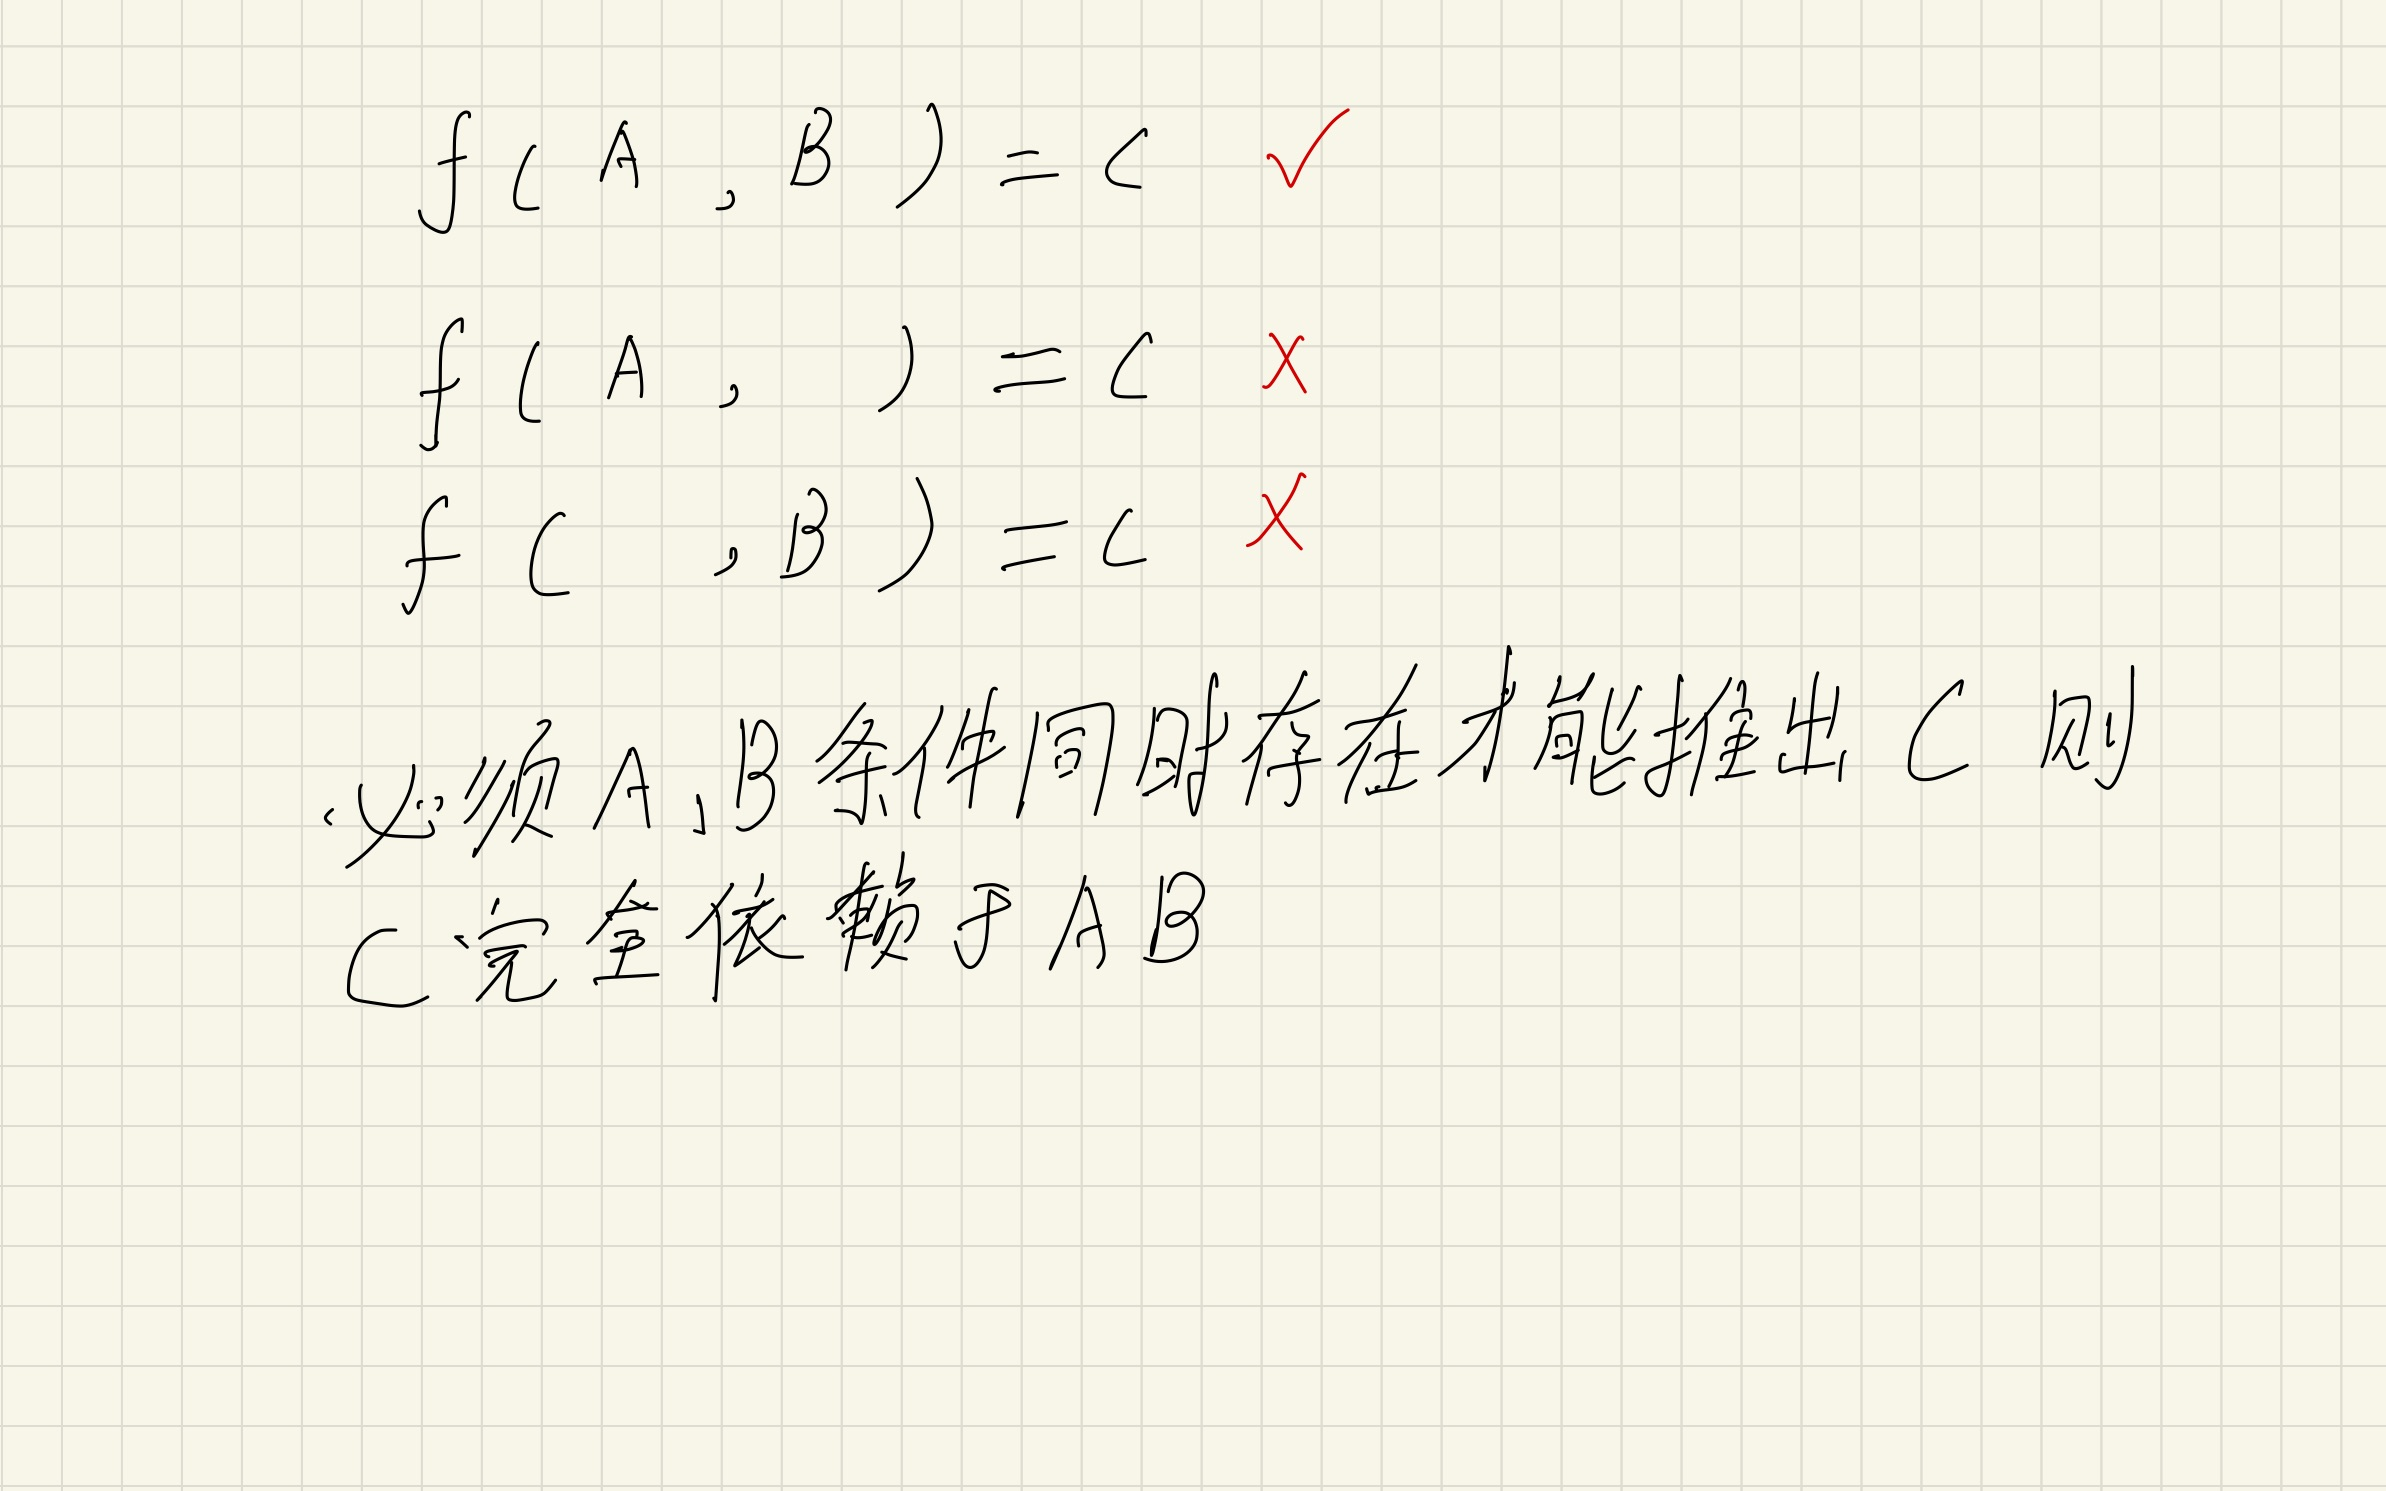 f(A,B)=C ✓
f(A, )=C ✗
f( ,B)=C ✗
必须A,B条件同时存在才能推出C则
C完全依赖于AB